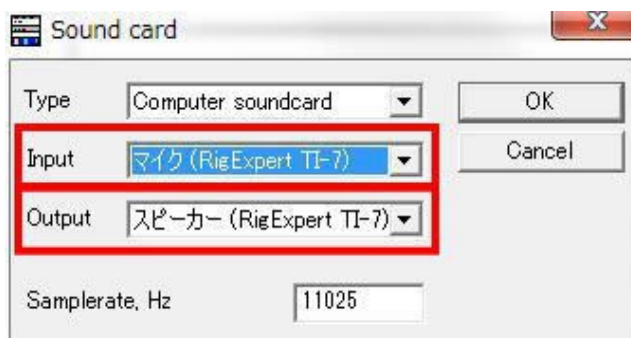 Sound card
Type Computer soundcard OK
Input マイク (RigExpert TI-7) Cancel
Output スピーカー (RigExpert TI-7)
Samplerate, Hz 11025